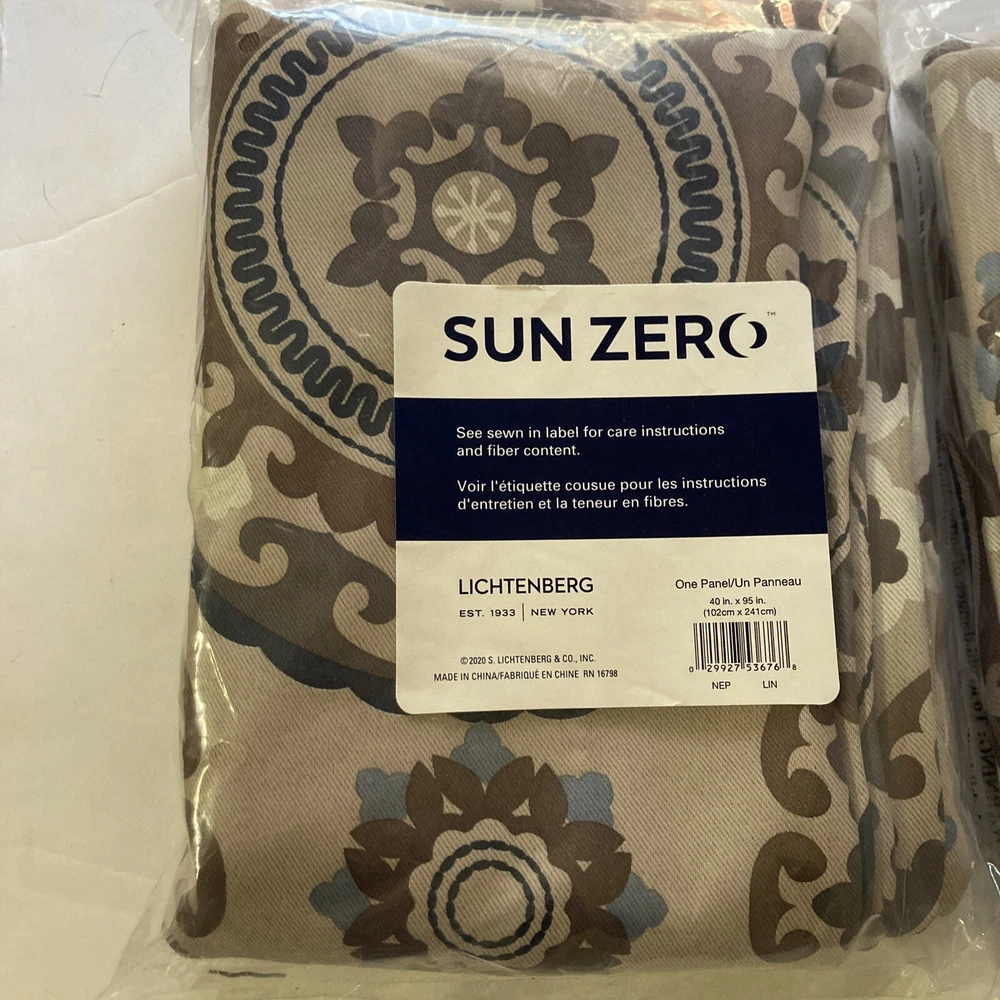 SUN ZERO™
See sewn in label for care instructions
and fiber content.
Voir l'étiquette cousue pour les instructions
d'entretien et la teneur en fibres.
LICHTENBERG
EST. 1933 | NEW YORK
©2020 S. LICHTENBERG & CO., INC.
MADE IN CHINA/FABRIQUÉ EN CHINE RN 16798
One Panel/Un Panneau
40 in. x 95 in.
(102cm x 241cm)
0 29927 53676 8
NEP LIN